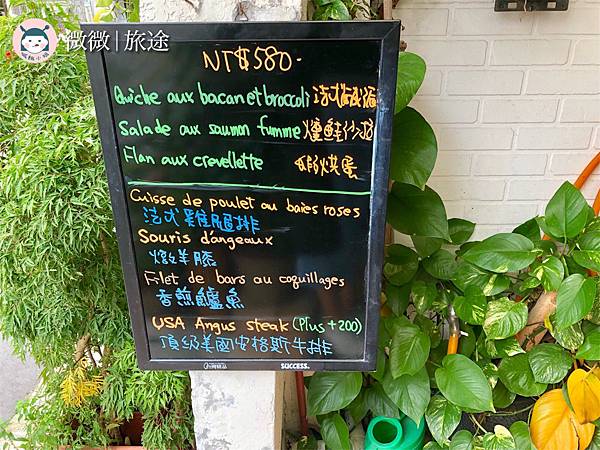 微微 | 旅途
NT$580-
Quiche aux bacan et broccoli 法式鹹派
Salade aux saumon fumme 燻鮭沙拉
Flan aux crevellette 蝦烘蛋
Cuisse de poulet au baies roses
法式雞腿排
Souris d'angeaux
燉羊膝
Filet de bars au coquillages
香煎鱸魚
USA Angus steak (Plus+200)
頂級美國安格斯牛排
SUCCESS.